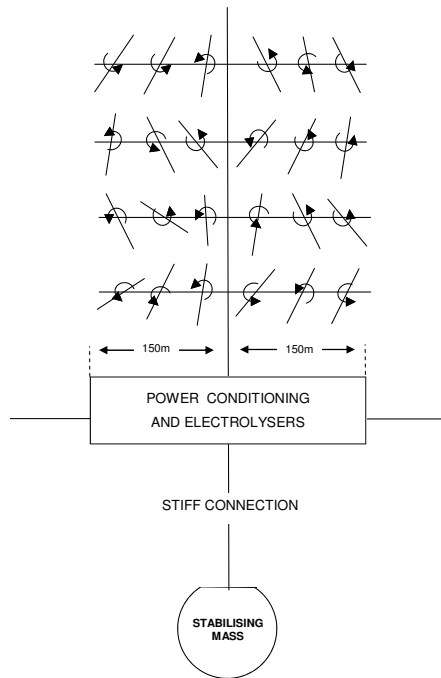 150m 150m
POWER CONDITIONING
AND ELECTROLYSERS
STIFF CONNECTION
STABILISING
MASS